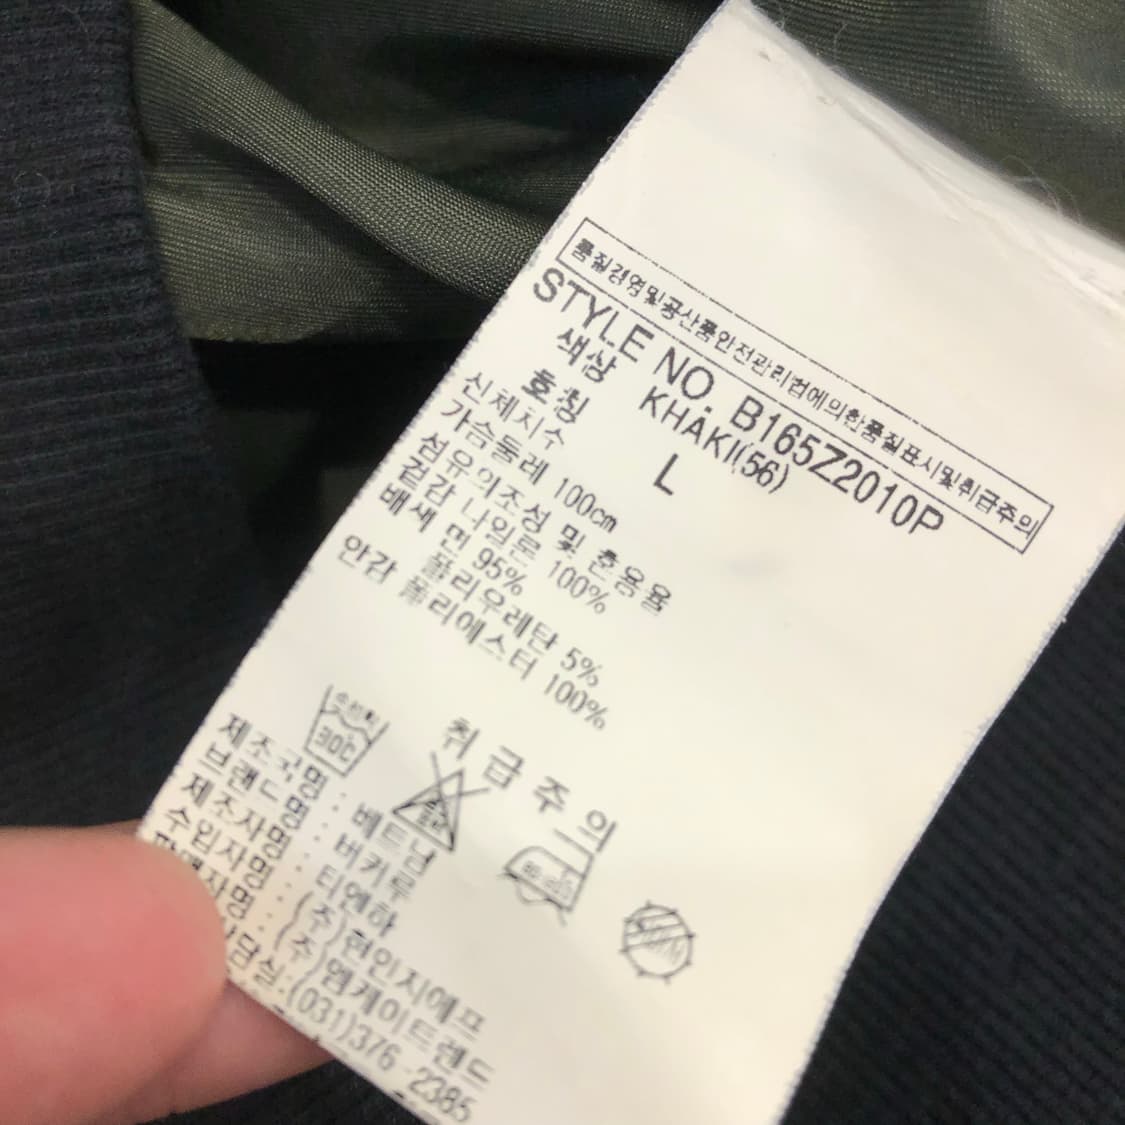 품질경영및공산품안전관리법에의한품질표시및취급주의
STYLE NO. B165Z2010P
색상 KHAKI(56)
호칭 L
신체치수
가슴둘레 100cm
섬유의조성 및 혼용율
겉감 나일론 100%
배색 면 95%
폴리우레탄 5%
안감 폴리에스터 100%
취급주의
30℃
제조국명 : 베트남
브랜드명 : 버커루
제조자명 : 티엔하
수입자명 : (주)현인지에프
판매자명 : (주)엠케이트렌드
상담실:(031)376-2385